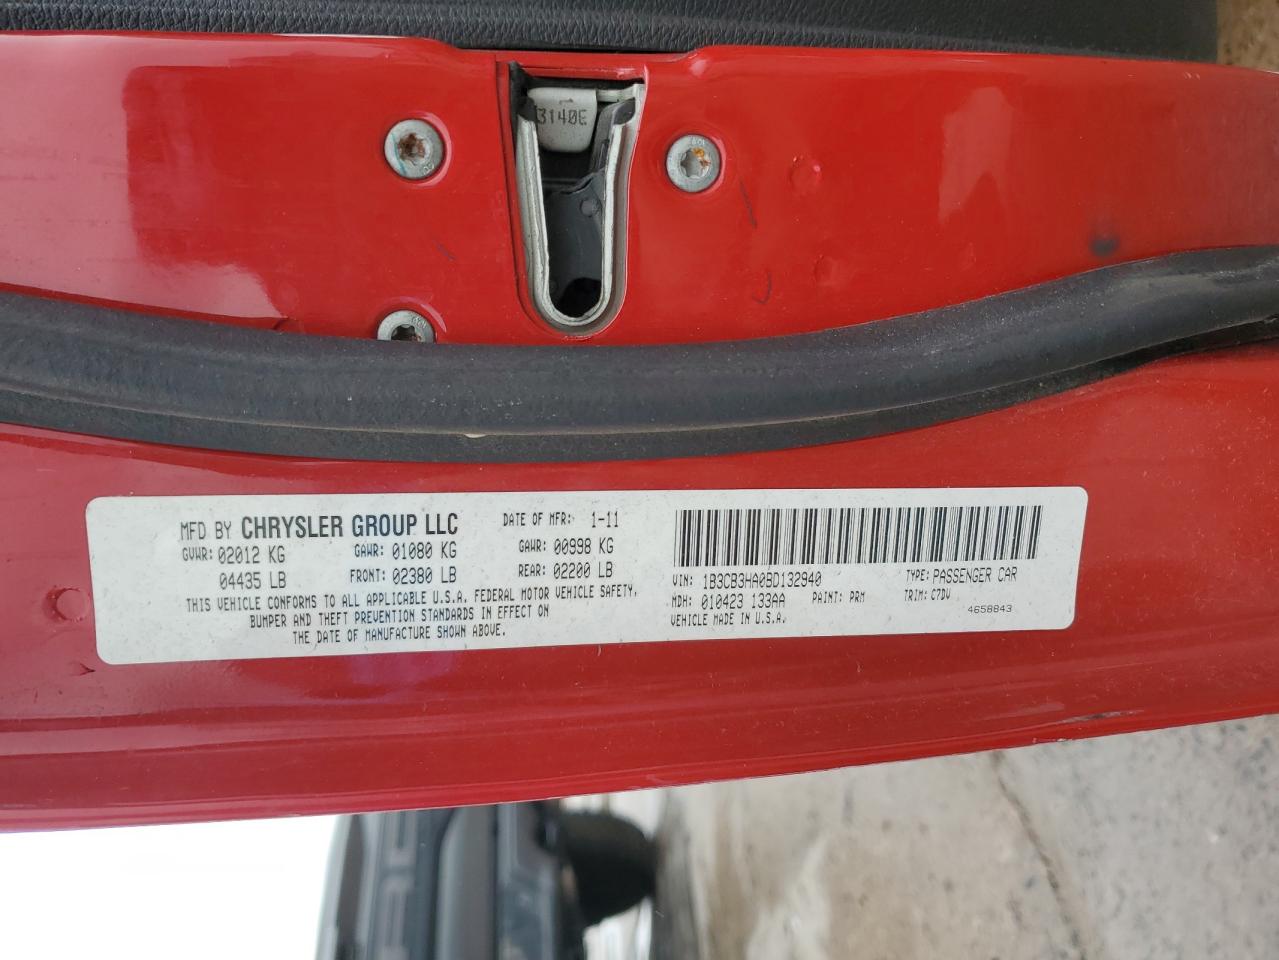 3140E
MFD BY CHRYSLER GROUP LLC DATE OF MFR: 1-11
GVWR: 02012 KG GAWR: 01080 KG GAWR: 00998 KG
04435 LB FRONT: 02380 LB REAR: 02200 LB
THIS VEHICLE CONFORMS TO ALL APPLICABLE U.S.A. FEDERAL MOTOR VEHICLE SAFETY,
BUMPER AND THEFT PREVENTION STANDARDS IN EFFECT ON
THE DATE OF MANUFACTURE SHOWN ABOVE.
VIN: 1B3CB3HA0BD132940 TYPE: PASSENGER CAR
MDH: 010423 133AA PAINT: PRM TRIM: C7DV
VEHICLE MADE IN U.S.A. 4658843